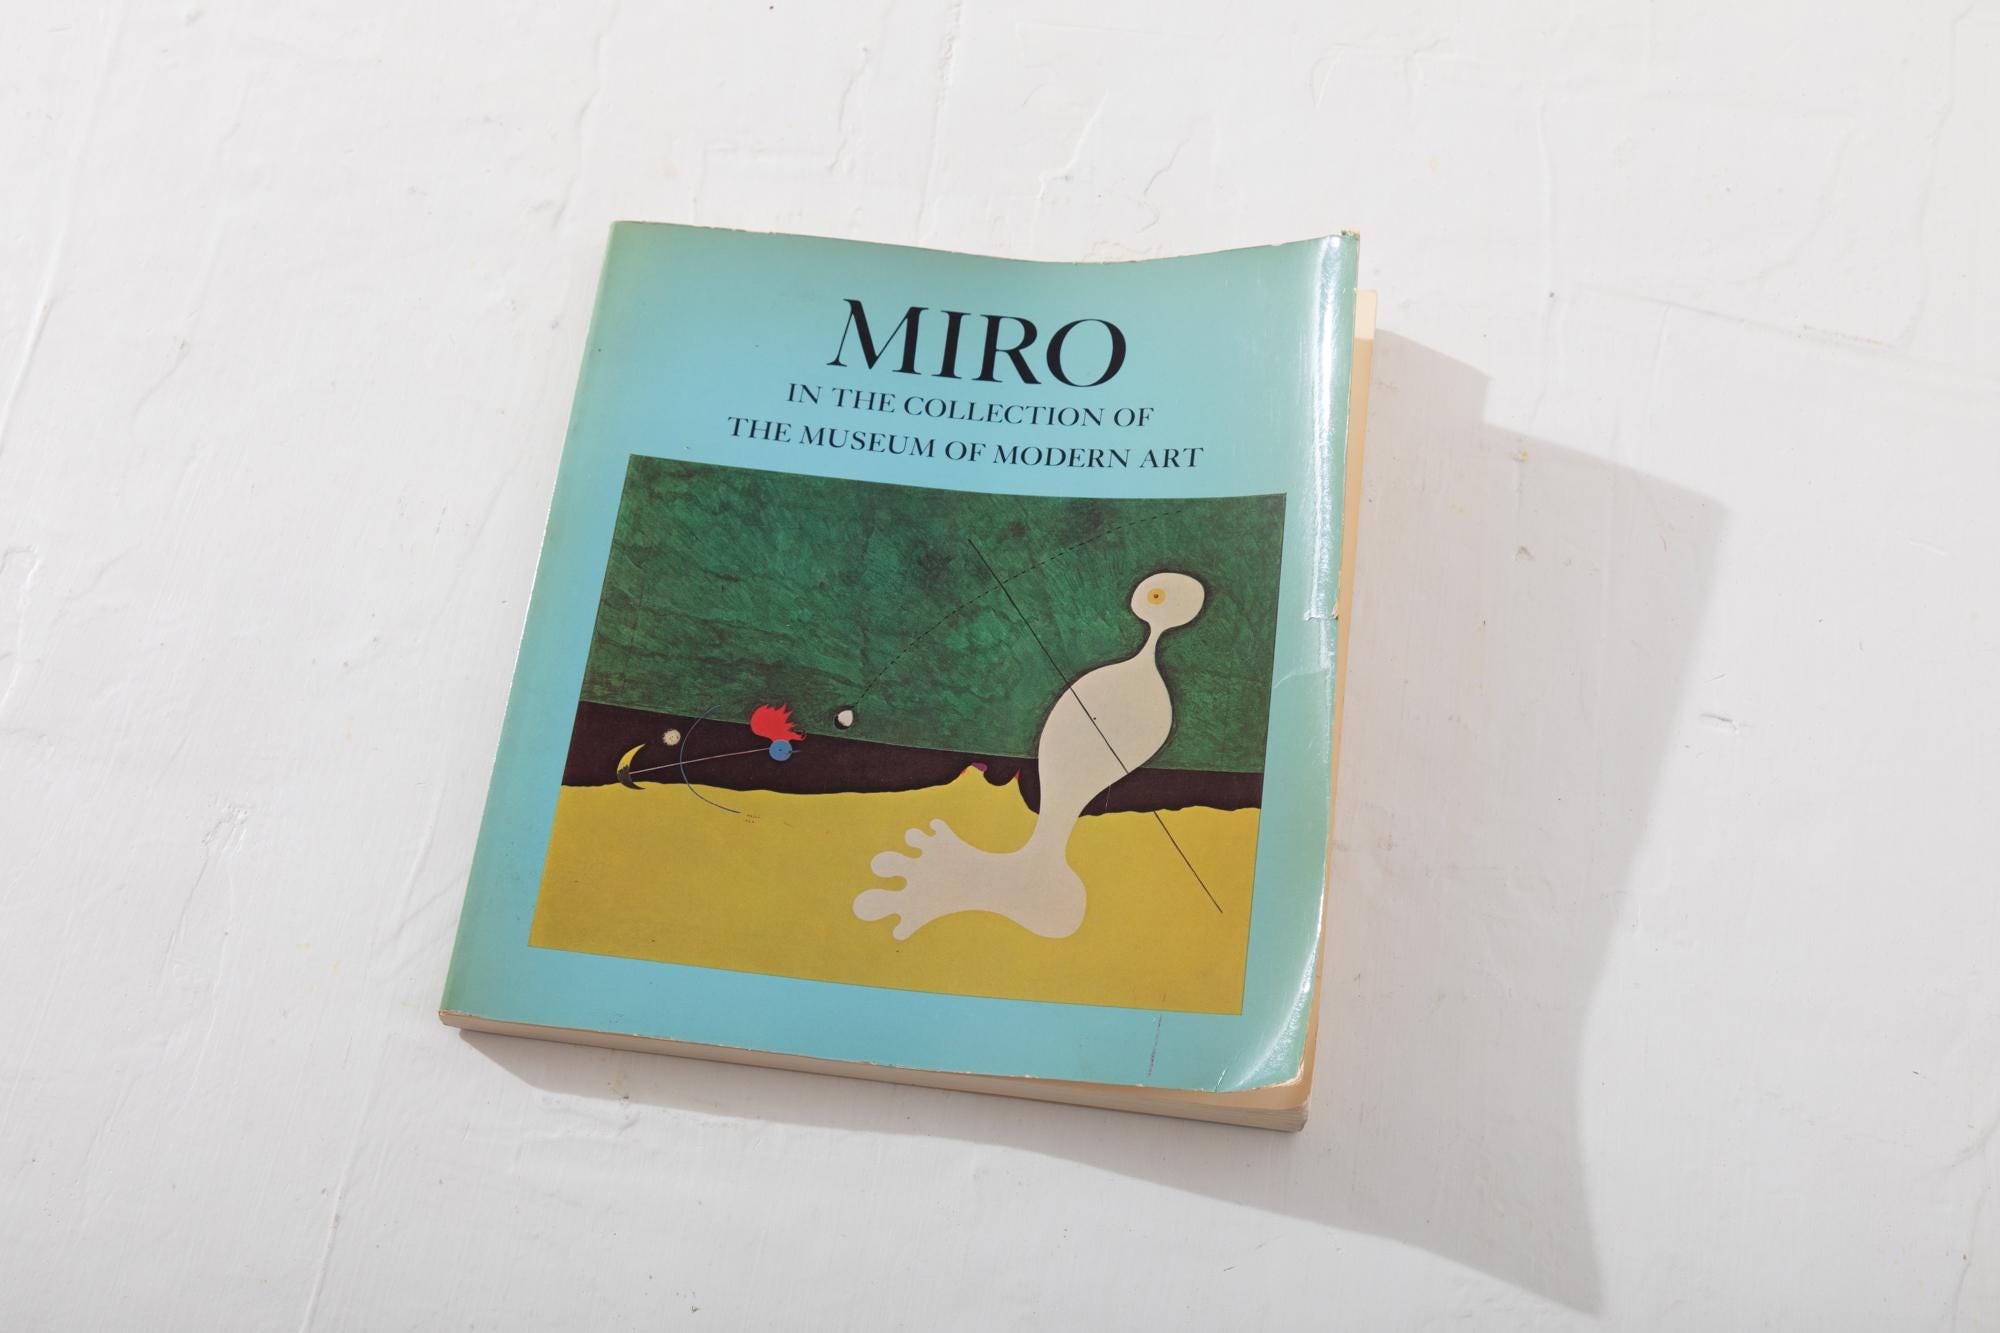 MIRO
IN THE COLLECTION OF
THE MUSEUM OF MODERN ART